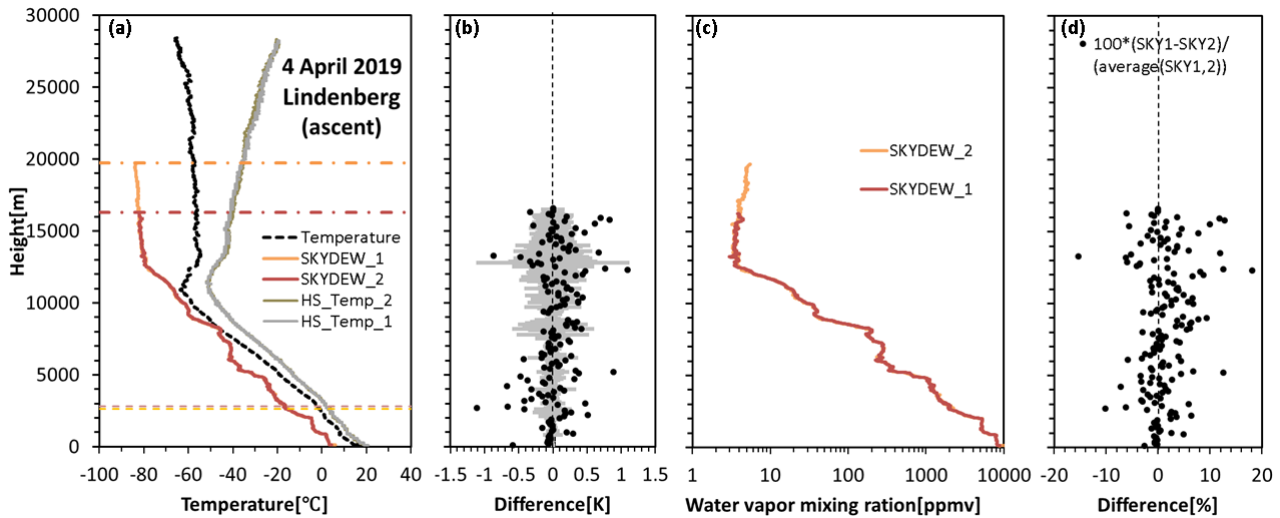 (a)
(b)
(c)
(d)
30000
25000
20000
15000
10000
5000
0
Height[m]
4 April 2019
Lindenberg
(ascent)
Temperature
SKYDEW_1
SKYDEW_2
HS_Temp_2
HS_Temp_1
-100 -80 -60 -40 -20 0 20 40
Temperature[℃]
-1.5 -1 -0.5 0 0.5 1 1.5
Difference[K]
SKYDEW_2
SKYDEW_1
1 10 100 1000 10000
Water vapor mixing ration[ppmv]
100*(SKY1-SKY2)/
(average(SKY1,2))
-20 -10 0 10 20
Difference[%]